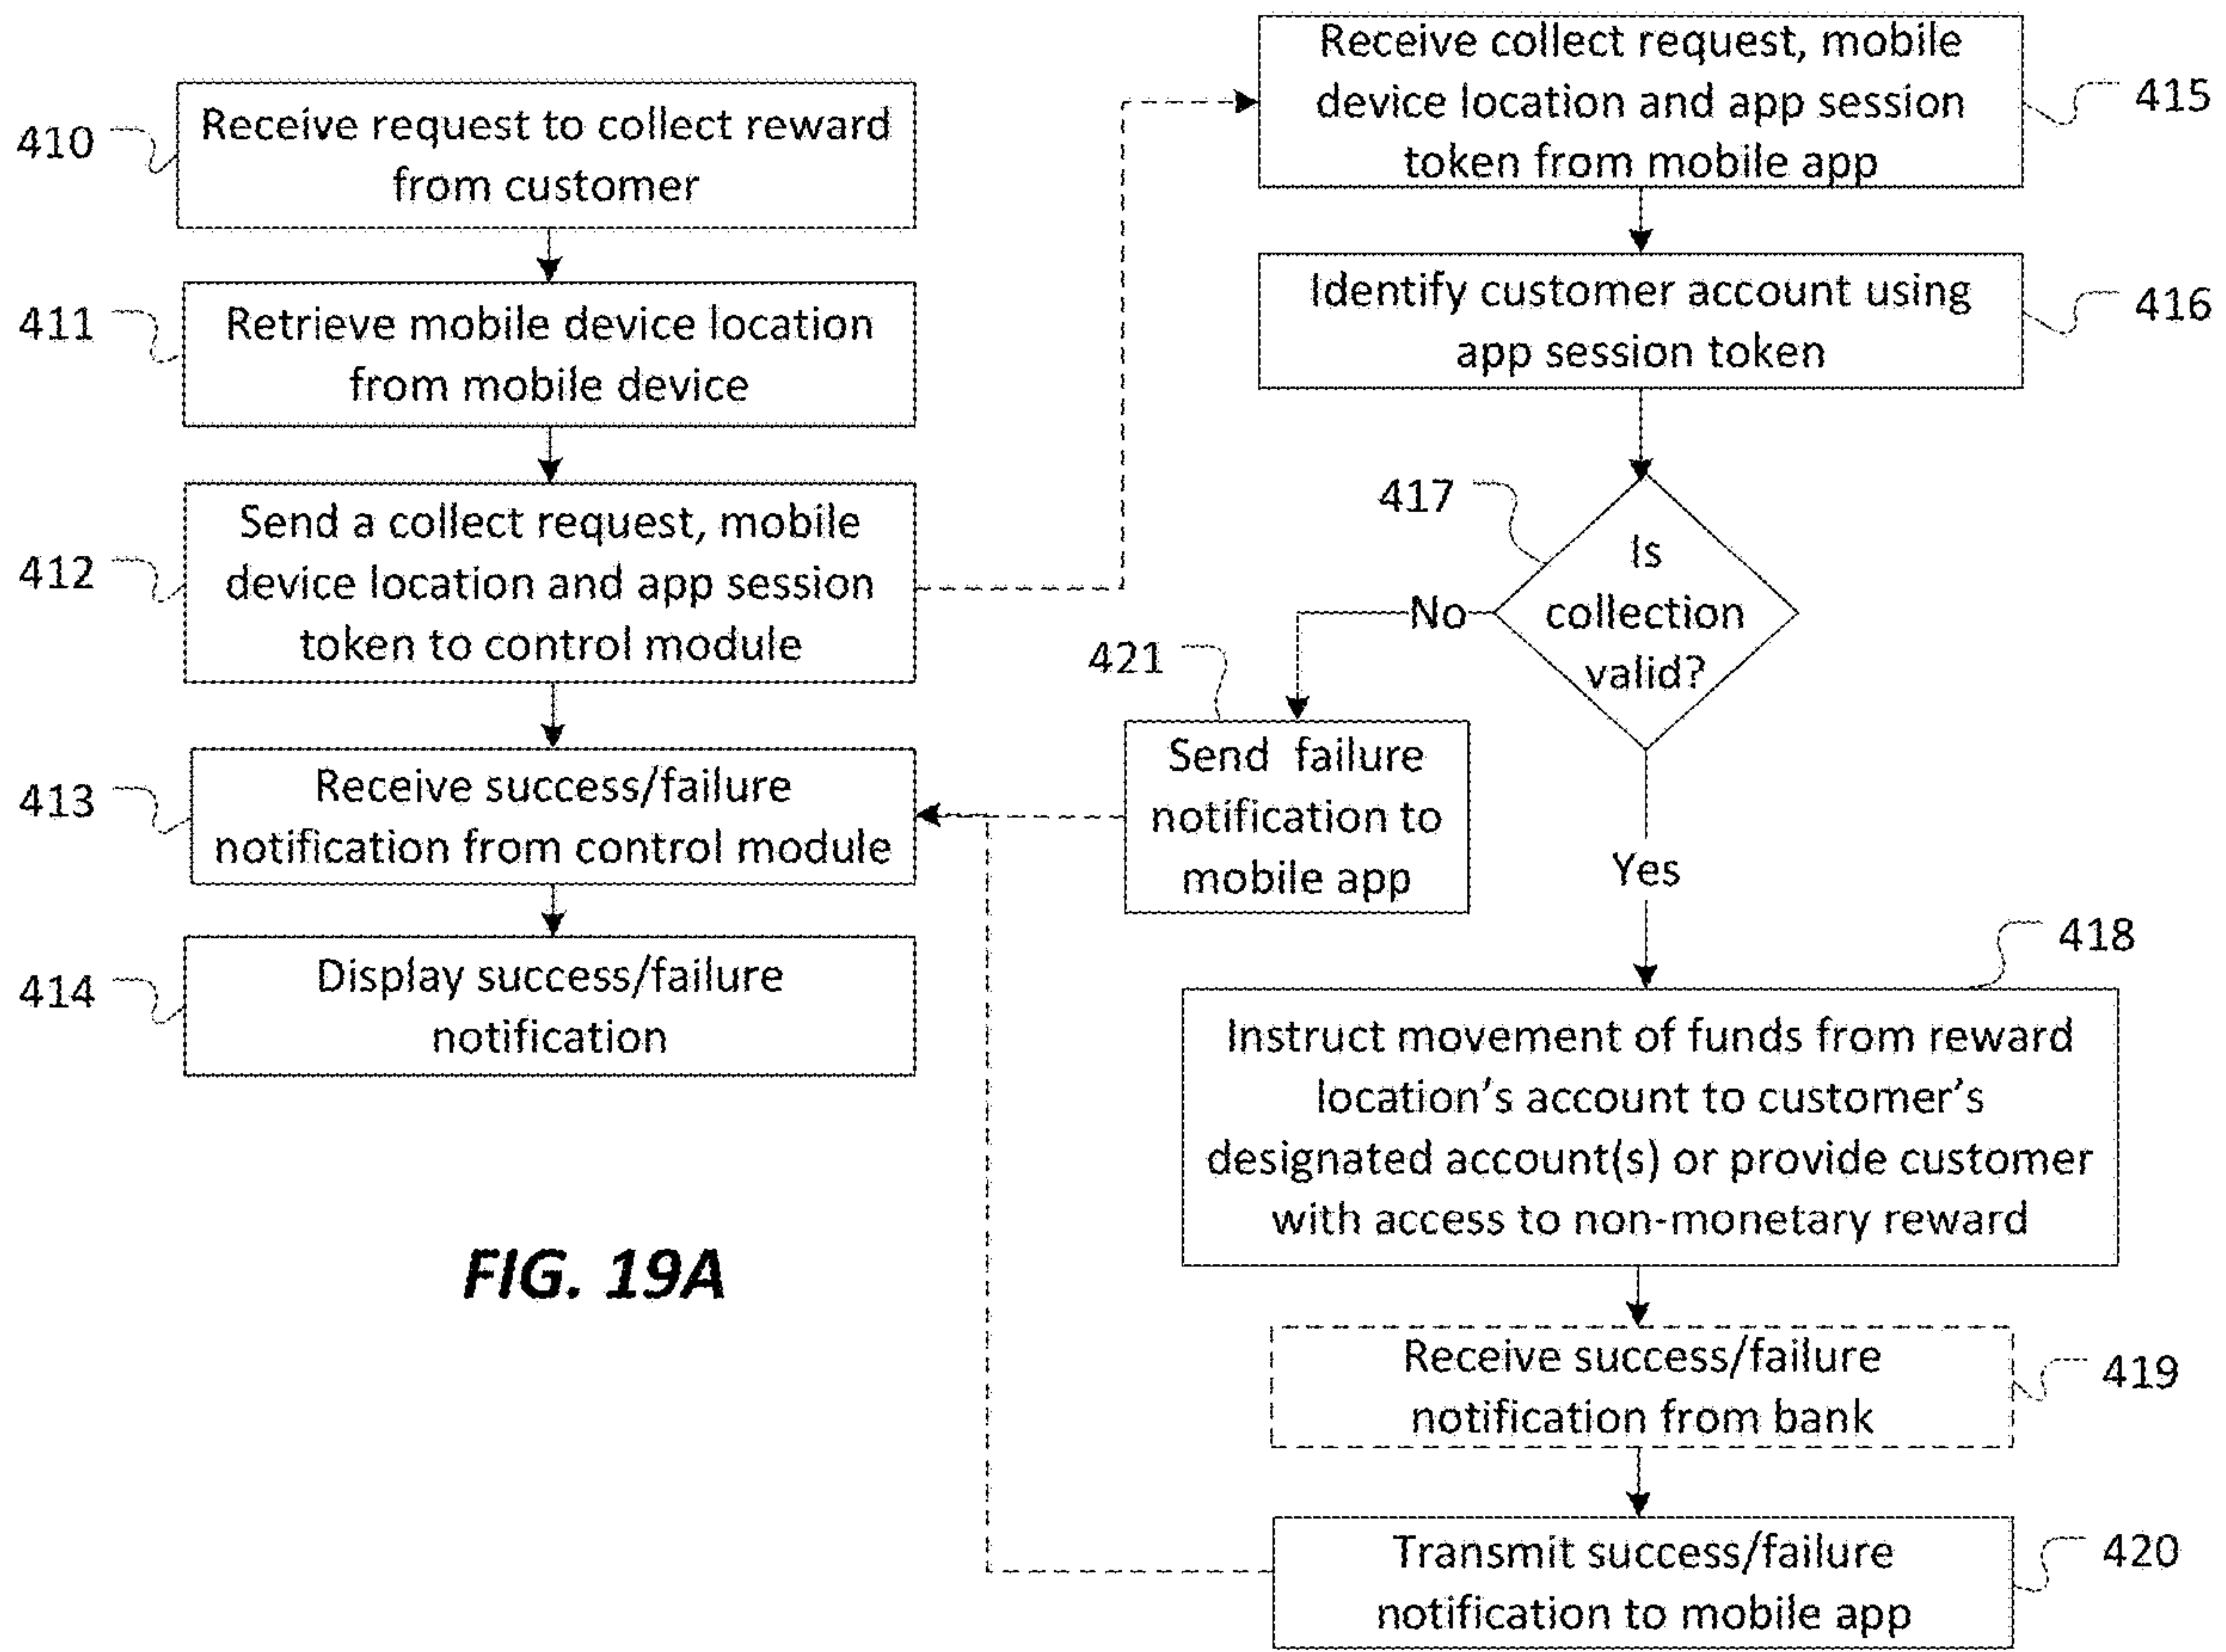 410
Receive request to collect reward
from customer
411
Retrieve mobile device location
from mobile device
412
Send a collect request, mobile
device location and app session
token to control module
413
Receive success/failure
notification from control module
414
Display success/failure
notification
FIG. 19A
Receive collect request, mobile
device location and app session
token from mobile app
415
Identify customer account using
app session token
416
417
Is
collection
valid?
No
421
Send failure
notification to
mobile app
Yes
418
Instruct movement of funds from reward
location's account to customer's
designated account(s) or provide customer
with access to non-monetary reward
Receive success/failure
notification from bank
419
Transmit success/failure
notification to mobile app
420